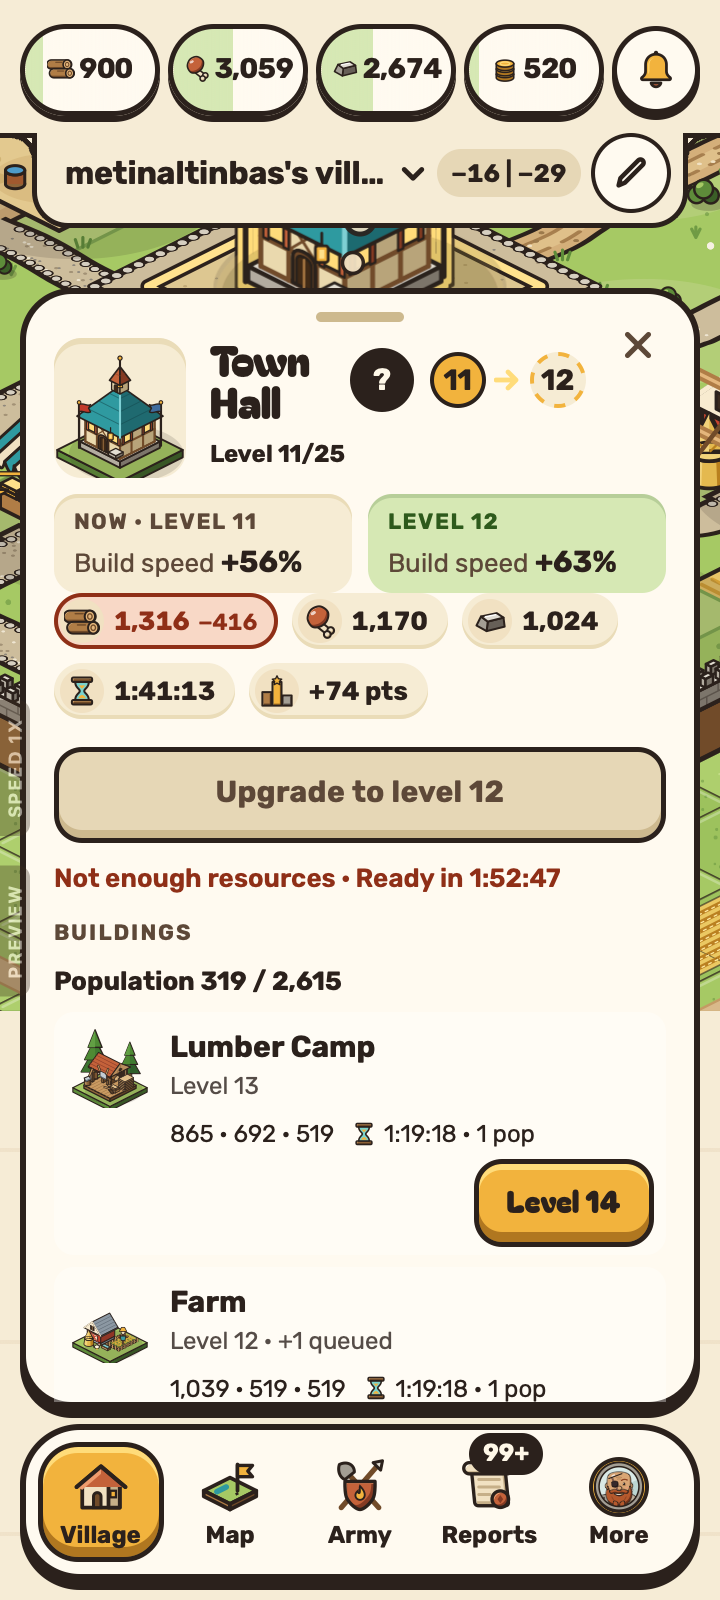 900
3,059
2,674
520
metinaltinbas's vill...
−16 | −29
Town
Hall
?
11
12
Level 11/25
NOW • LEVEL 11
Build speed +56%
LEVEL 12
Build speed +63%
1,316 −416
1,170
1,024
1:41:13
+74 pts
SPEED 1X
Upgrade to level 12
Not enough resources • Ready in 1:52:47
PREVIEW
BUILDINGS
Population 319 / 2,615
Lumber Camp
Level 13
865 • 692 • 519 1:19:18 • 1 pop
Level 14
Farm
Level 12 • +1 queued
1,039 • 519 • 519 1:19:18 • 1 pop
99+
Village
Map
Army
Reports
More